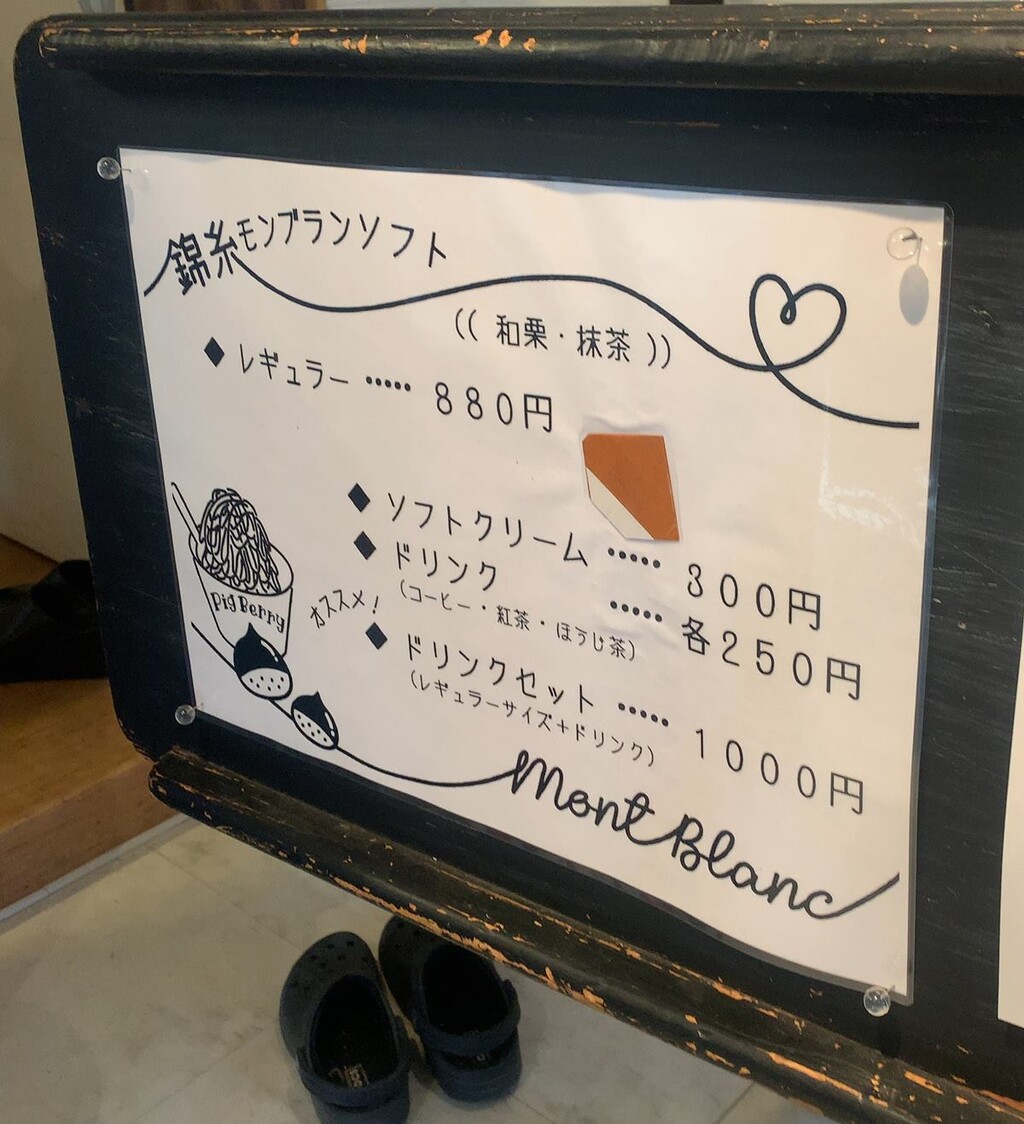 錦糸モンブランソフト
(( 和栗・抹茶 ))
◆ レギュラー ••••• 880円
◆ ソフトクリーム ••••• 300円
◆ ドリンク ••••• 各250円
(コーヒー・紅茶・ほうじ茶)
オススメ!
◆ ドリンクセット ••••• 1000円
(レギュラーサイズ+ドリンク)
Pig Berry
Mont Blanc